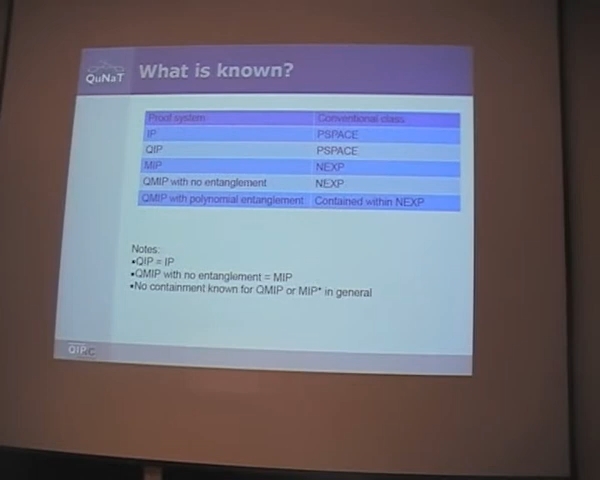 QuNaT
What is known?
Proof system Conventional class
IP PSPACE
QIP PSPACE
MIP NEXP
QMIP with no entanglement NEXP
QMIP with polynomial entanglement Contained within NEXP
Notes:
•QIP = IP
•QMIP with no entanglement = MIP
•No containment known for QMIP or MIP* in general
QIPIRC